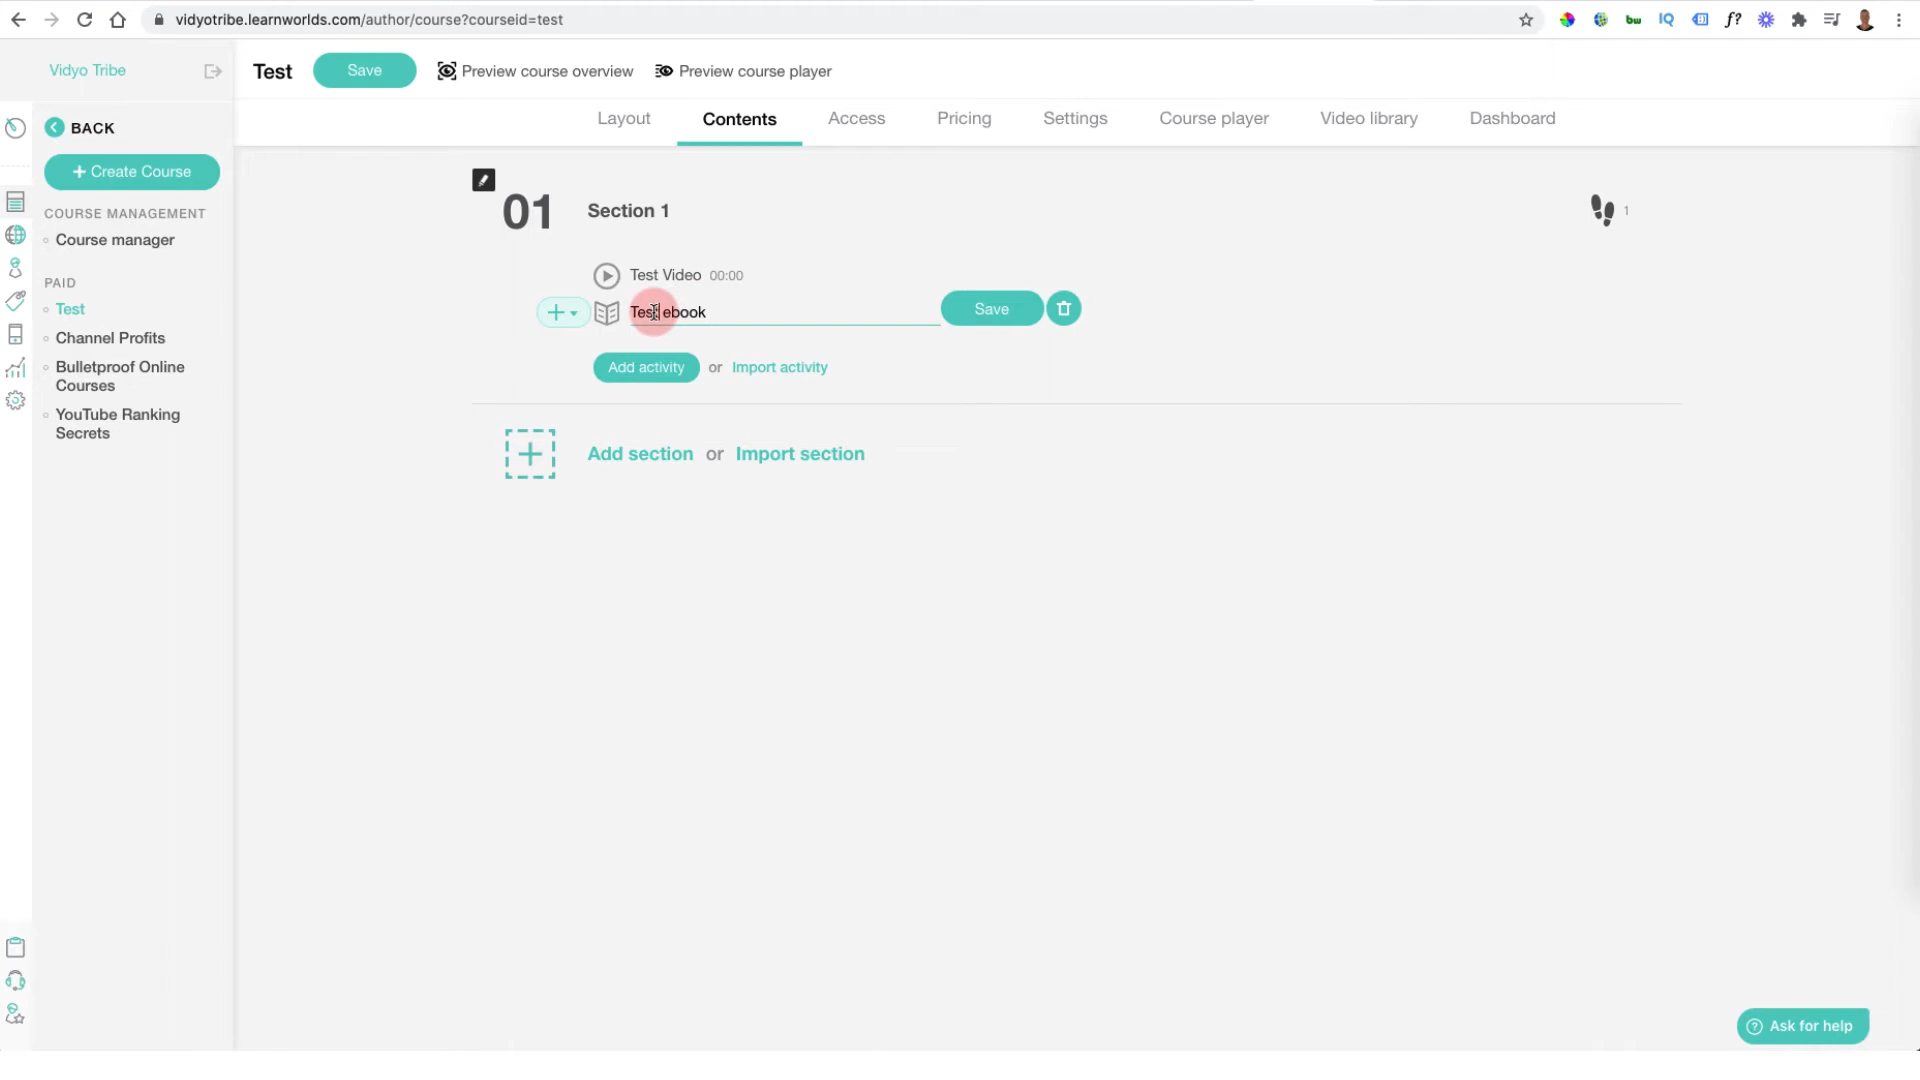 vidyotribe.learnworlds.com/author/course?courseid=test
bw
IQ
f?
Vidyo Tribe
Test
Save
Preview course overview
Preview course player
BACK
+ Create Course
COURSE MANAGEMENT
Course manager
PAID
Test
Channel Profits
Bulletproof Online
Courses
YouTube Ranking
Secrets
Layout
Contents
Access
Pricing
Settings
Course player
Video library
Dashboard
01
Section 1
1
Test Video 00:00
Test ebook
Save
Add activity or Import activity
Add section or Import section
? Ask for help